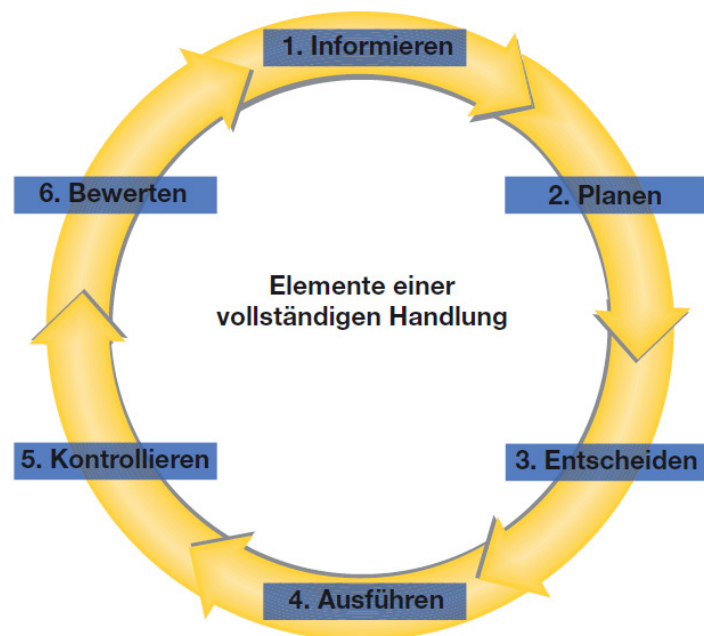 1. Informieren
2. Planen
3. Entscheiden
4. Ausführen
5. Kontrollieren
6. Bewerten
Elemente einer
vollständigen Handlung